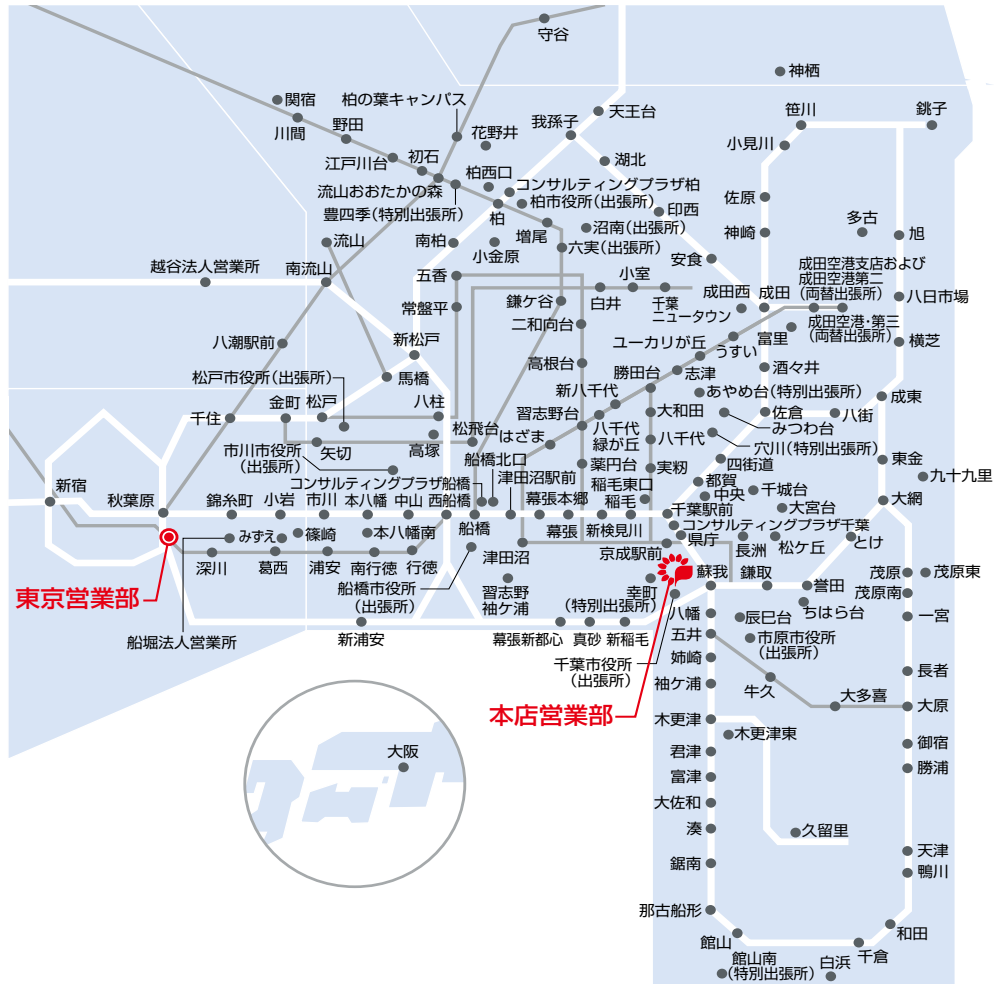 守谷
神栖
関宿
柏の葉キャンパス
天王台
笹川
銚子
川間
野田
花野井
我孫子
小見川
江戸川台
初石
湖北
柏西口
コンサルティングプラザ柏
流山おおたかの森
柏市役所(出張所)
佐原
豊四季(特別出張所)
柏
印西
多古
沼南(出張所)
増尾
神崎
旭
流山
南柏
小金原
六実(出張所)
越谷法人営業所
南流山
五香
安食
成田空港支店および
成田空港第二
(両替出張所)
小室
白井
千葉
ニュータウン
成田西
成田
八日市場
常盤平
鎌ケ谷
二和向台
富里
成田空港・第三
(両替出張所)
八潮駅前
新松戸
ユーカリが丘
うすい
横芝
高根台
勝田台
志津
酒々井
松戸市役所(出張所)
馬橋
新八千代
あやめ台(特別出張所)
成東
千住
金町
松戸
八柱
習志野台
大和田
佐倉
八街
みつわ台
松飛台
はざま
八千代
緑が丘
八千代
穴川(特別出張所)
市川市役所
(出張所)
矢切
高塚
船橋北口
薬円台
実籾
四街道
東金
九十九里
新宿
コンサルティングプラザ船橋
津田沼駅前
稲毛東口
都賀
千城台
秋葉原
錦糸町
小岩
市川
本八幡
中山
西船橋
幕張本郷
稲毛
中央
大宮台
大網
船橋
幕張
新検見川
千葉駅前
コンサルティングプラザ千葉
みずえ
篠崎
本八幡南
県庁
長洲
松ケ丘
とけ
深川
葛西
浦安
南行徳
行徳
津田沼
京成駅前
東京営業部
船橋市役所
(出張所)
習志野
袖ケ浦
幸町
蘇我
鎌取
誉田
茂原
茂原東
茂原南
(特別出張所)
八幡
辰巳台
ちはら台
一宮
船堀法人営業所
新浦安
幕張新都心
真砂
新稲毛
五井
市原市役所
(出張所)
千葉市役所
(出張所)
姉崎
袖ケ浦
牛久
大多喜
長者
大原
本店営業部
木更津
木更津東
君津
御宿
大阪
富津
勝浦
大佐和
湊
久留里
天津
鋸南
鴨川
那古船形
館山
和田
千倉
館山南
(特別出張所)
白浜